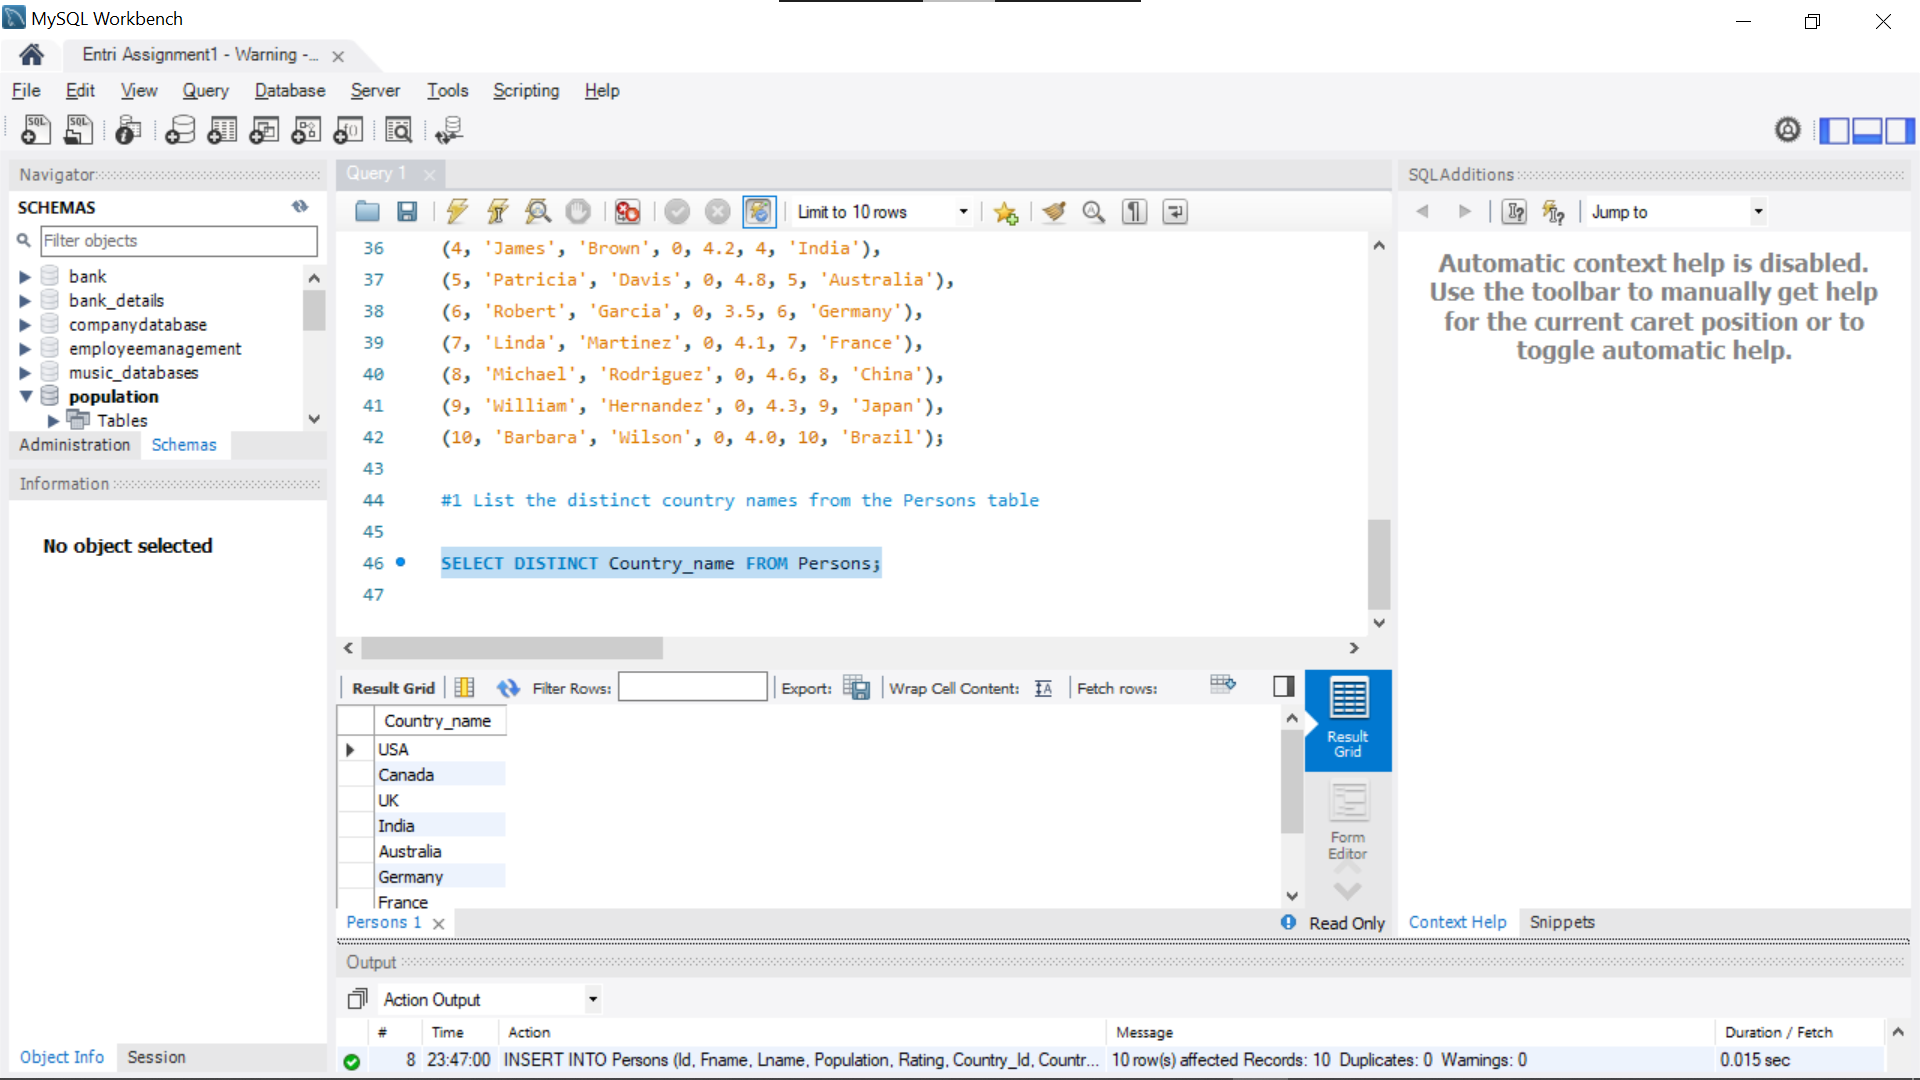 MySQL Workbench
Entri Assignment1 - Warning -...
File Edit View Query Database Server Tools Scripting Help
Navigator
SCHEMAS
Filter objects
bank
bank_details
companydatabase
employeemanagement
music_databases
population
Tables
Administration Schemas
Information
No object selected
Object Info Session
Query 1
Limit to 10 rows
36 (4, 'James', 'Brown', 0, 4.2, 4, 'India'),
37 (5, 'Patricia', 'Davis', 0, 4.8, 5, 'Australia'),
38 (6, 'Robert', 'Garcia', 0, 3.5, 6, 'Germany'),
39 (7, 'Linda', 'Martinez', 0, 4.1, 7, 'France'),
40 (8, 'Michael', 'Rodriguez', 0, 4.6, 8, 'China'),
41 (9, 'William', 'Hernandez', 0, 4.3, 9, 'Japan'),
42 (10, 'Barbara', 'Wilson', 0, 4.0, 10, 'Brazil');
43
44 #1 List the distinct country names from the Persons table
45
46 SELECT DISTINCT Country_name FROM Persons;
47
Result Grid Filter Rows: Export: Wrap Cell Content: Fetch rows:
Country_name
USA
Canada
UK
India
Australia
Germany
France
Result
Grid
Form
Editor
Persons 1 Read Only
SQLAdditions
Jump to
Automatic context help is disabled.
Use the toolbar to manually get help
for the current caret position or to
toggle automatic help.
Context Help Snippets
Output
Action Output
# Time Action Message Duration / Fetch
8 23:47:00 INSERT INTO Persons (Id, Fname, Lname, Population, Rating, Country_Id, Countr... 10 row(s) affected Records: 10 Duplicates: 0 Warnings: 0 0.015 sec